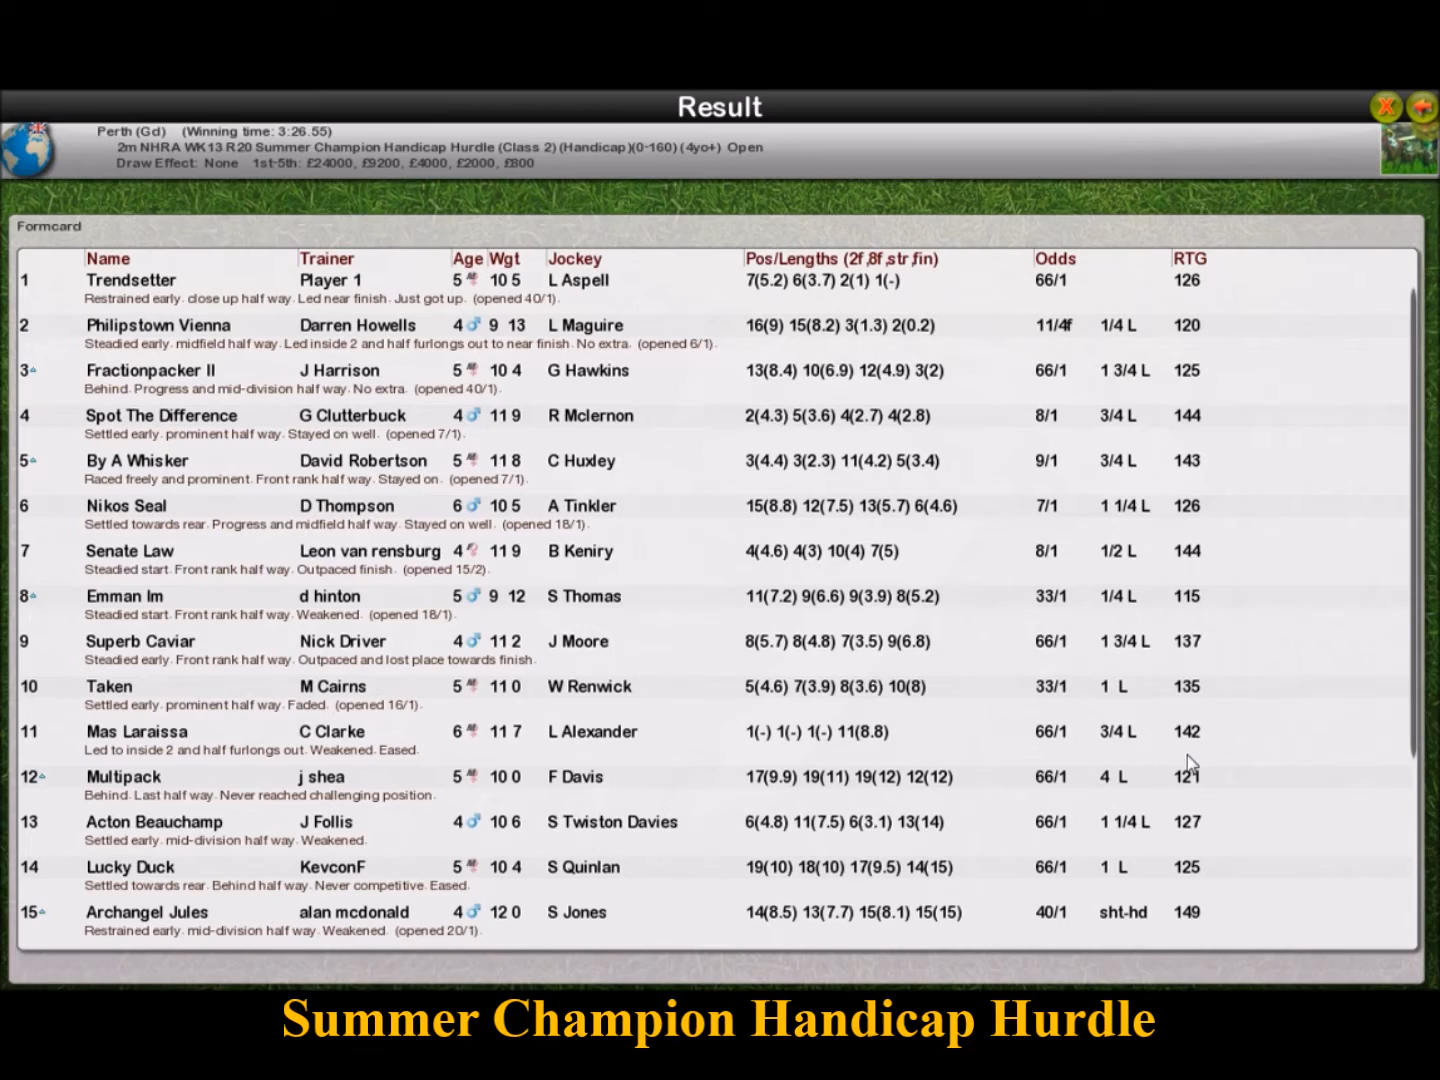 Result
Perth (Gd) (Winning time: 3:26.55)
2m NHRA WK13 R20 Summer Champion Handicap Hurdle (Class 2) (Handicap)(0-160) (4yo+) Open
Draw Effect: None 1st-5th: £24000, £9200, £4000, £2000, £800
Formcard
Name Trainer Age Wgt Jockey Pos/Lengths (2f,8f,str,fin) Odds RTG
1 Trendsetter Player 1 5 10 5 L Aspell 7(5.2) 6(3.7) 2(1) 1(-) 66/1 126
Restrained early. close up half way. Led near finish. Just got up. (opened 40/1).
2 Philipstown Vienna Darren Howells 4 9 13 L Maguire 16(9) 15(8.2) 3(1.3) 2(0.2) 11/4f 1/4 L 120
Steadied early. midfield half way. Led inside 2 and half furlongs out to near finish. No extra. (opened 6/1).
3 Fractionpacker II J Harrison 5 10 4 G Hawkins 13(8.4) 10(6.9) 12(4.9) 3(2) 66/1 1 3/4 L 125
Behind. Progress and mid-division half way. No extra. (opened 40/1).
4 Spot The Difference G Clutterbuck 4 11 9 R Mclernon 2(4.3) 5(3.6) 4(2.7) 4(2.8) 8/1 3/4 L 144
Settled early. prominent half way. Stayed on well. (opened 7/1).
5 By A Whisker David Robertson 5 11 8 C Huxley 3(4.4) 3(2.3) 11(4.2) 5(3.4) 9/1 3/4 L 143
Raced freely and prominent. Front rank half way. Stayed on. (opened 7/1).
6 Nikos Seal D Thompson 6 10 5 A Tinkler 15(8.8) 12(7.5) 13(5.7) 6(4.6) 7/1 1 1/4 L 126
Settled towards rear. Progress and midfield half way. Stayed on well. (opened 18/1).
7 Senate Law Leon van rensburg 4 11 9 B Keniry 4(4.6) 4(3) 10(4) 7(5) 8/1 1/2 L 144
Steadied start. Front rank half way. Outpaced finish. (opened 15/2).
8 Emman Im d hinton 5 9 12 S Thomas 11(7.2) 9(6.6) 9(3.9) 8(5.2) 33/1 1/4 L 115
Steadied start. Front rank half way. Weakened. (opened 18/1).
9 Superb Caviar Nick Driver 4 11 2 J Moore 8(5.7) 8(4.8) 7(3.5) 9(6.8) 66/1 1 3/4 L 137
Steadied early. Front rank half way. Outpaced and lost place towards finish.
10 Taken M Cairns 5 11 0 W Renwick 5(4.6) 7(3.9) 8(3.6) 10(8) 33/1 1 L 135
Settled early. prominent half way. Faded. (opened 16/1).
11 Mas Laraissa C Clarke 6 11 7 L Alexander 1(-) 1(-) 1(-) 11(8.8) 66/1 3/4 L 142
Led to inside 2 and half furlongs out. Weakened. Eased.
12 Multipack j shea 5 10 0 F Davis 17(9.9) 19(11) 19(12) 12(12) 66/1 4 L 121
Behind. Last half way. Never reached challenging position.
13 Acton Beauchamp J Follis 4 10 6 S Twiston Davies 6(4.8) 11(7.5) 6(3.1) 13(14) 66/1 1 1/4 L 127
Settled early. mid-division half way. Weakened.
14 Lucky Duck KevconF 5 10 4 S Quinlan 19(10) 18(10) 17(9.5) 14(15) 66/1 1 L 125
Settled towards rear. Behind half way. Never competitive. Eased.
15 Archangel Jules alan mcdonald 4 12 0 S Jones 14(8.5) 13(7.7) 15(8.1) 15(15) 40/1 sht-hd 149
Restrained early. mid-division half way. Weakened. (opened 20/1).
Summer Champion Handicap Hurdle